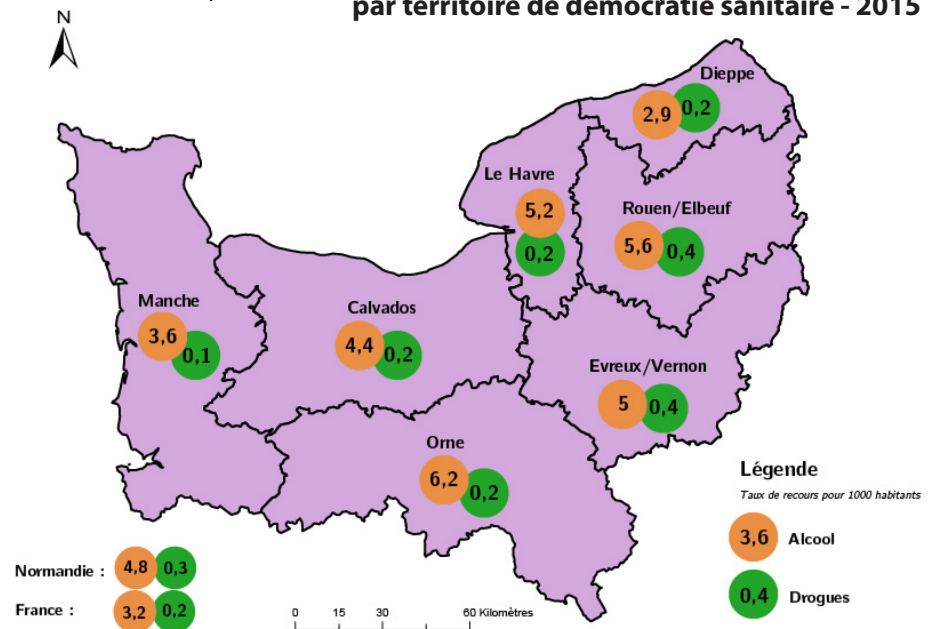 par territoire de démocratie sanitaire - 2015
N
Dieppe
2,9 0,2
Le Havre
5,2
0,2
Rouen/Elbeuf
5,6 0,4
Manche
3,6
0,1
Calvados
4,4 0,2
Evreux/Vernon
5 0,4
Orne
6,2 0,2
Légende
Taux de recours pour 1000 habitants
3,6 Alcool
0,4 Drogues
Normandie : 4,8 0,3
France : 3,2 0,2
0 15 30 60 Kilomètres